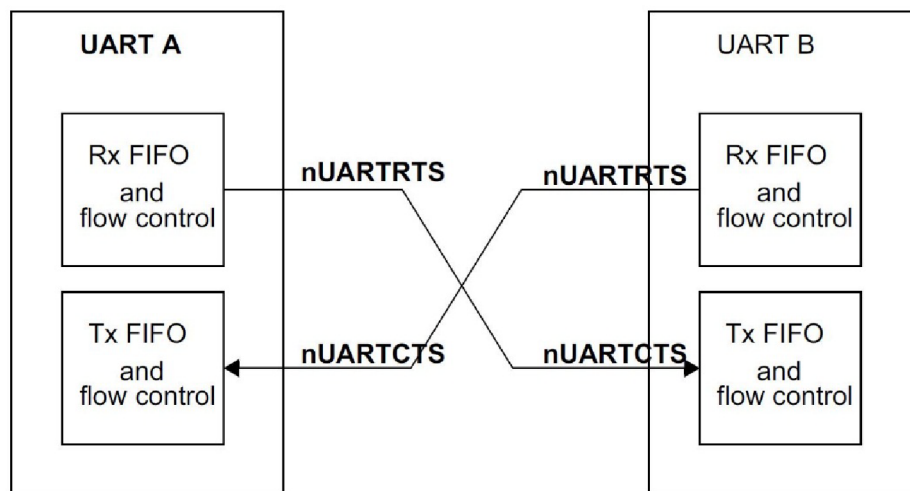 UART A
UART B
Rx FIFO
and
flow control
nUARTRTS
nUARTRTS
Rx FIFO
and
flow control
Tx FIFO
and
flow control
nUARTCTS
nUARTCTS
Tx FIFO
and
flow control